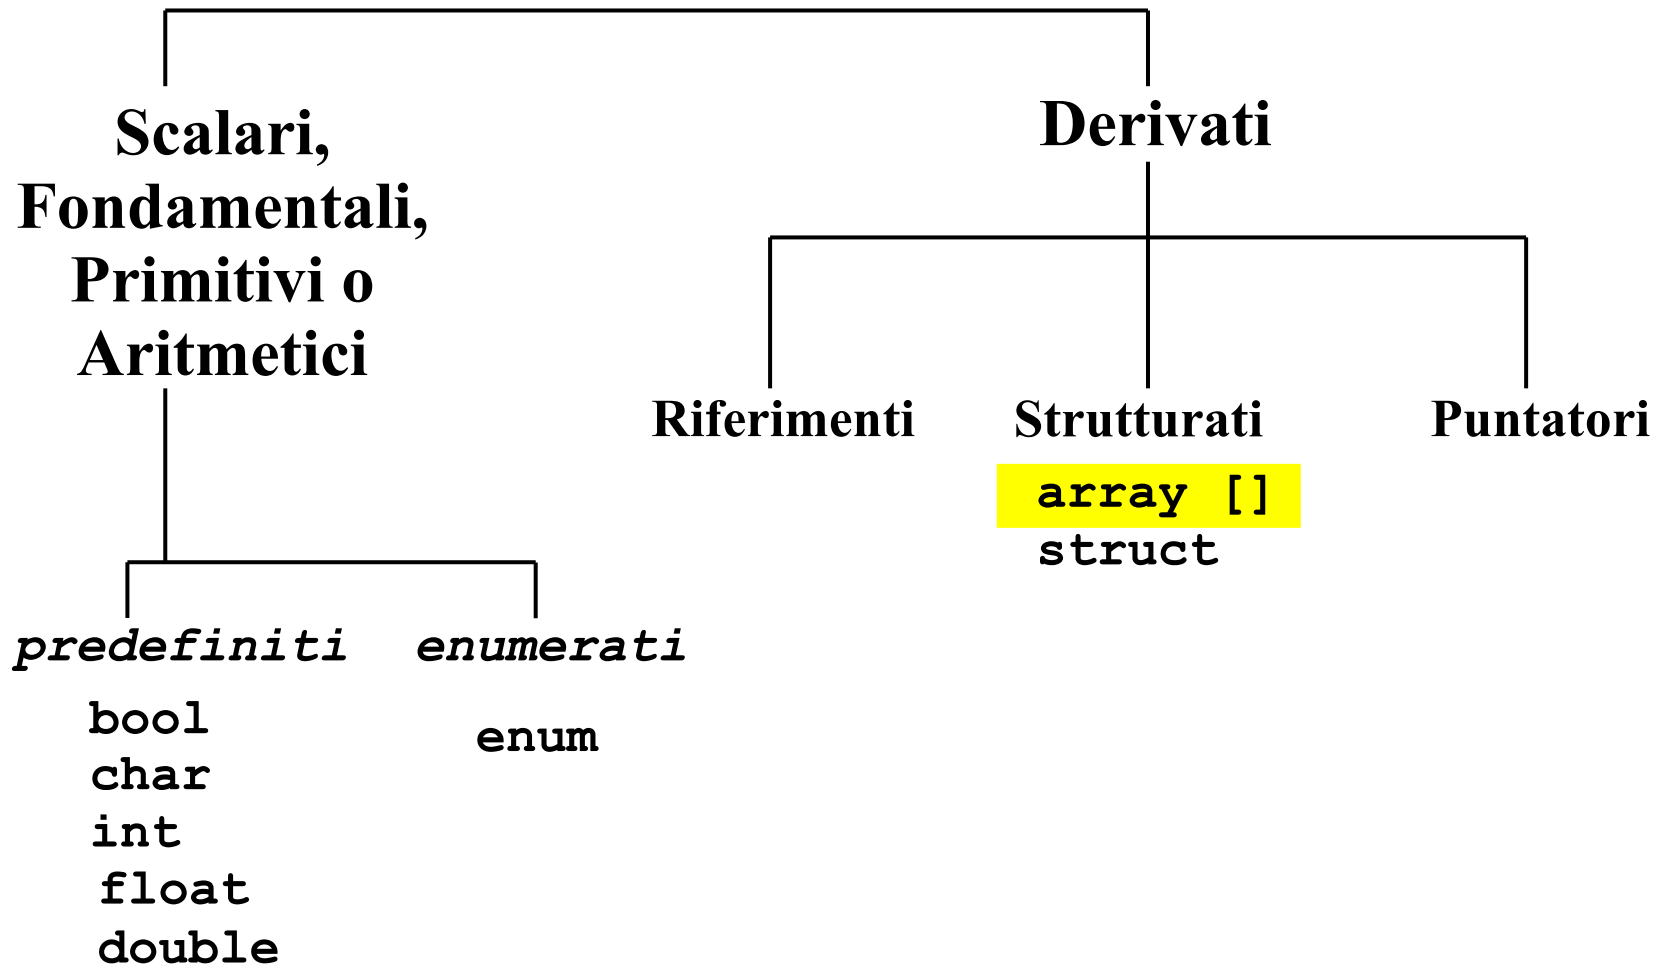 Scalari,
Fondamentali,
Primitivi o
Aritmetici
Derivati
Riferimenti
Strutturati
Puntatori
array []
struct
predefiniti
enumerati
bool
char
int
float
double
enum